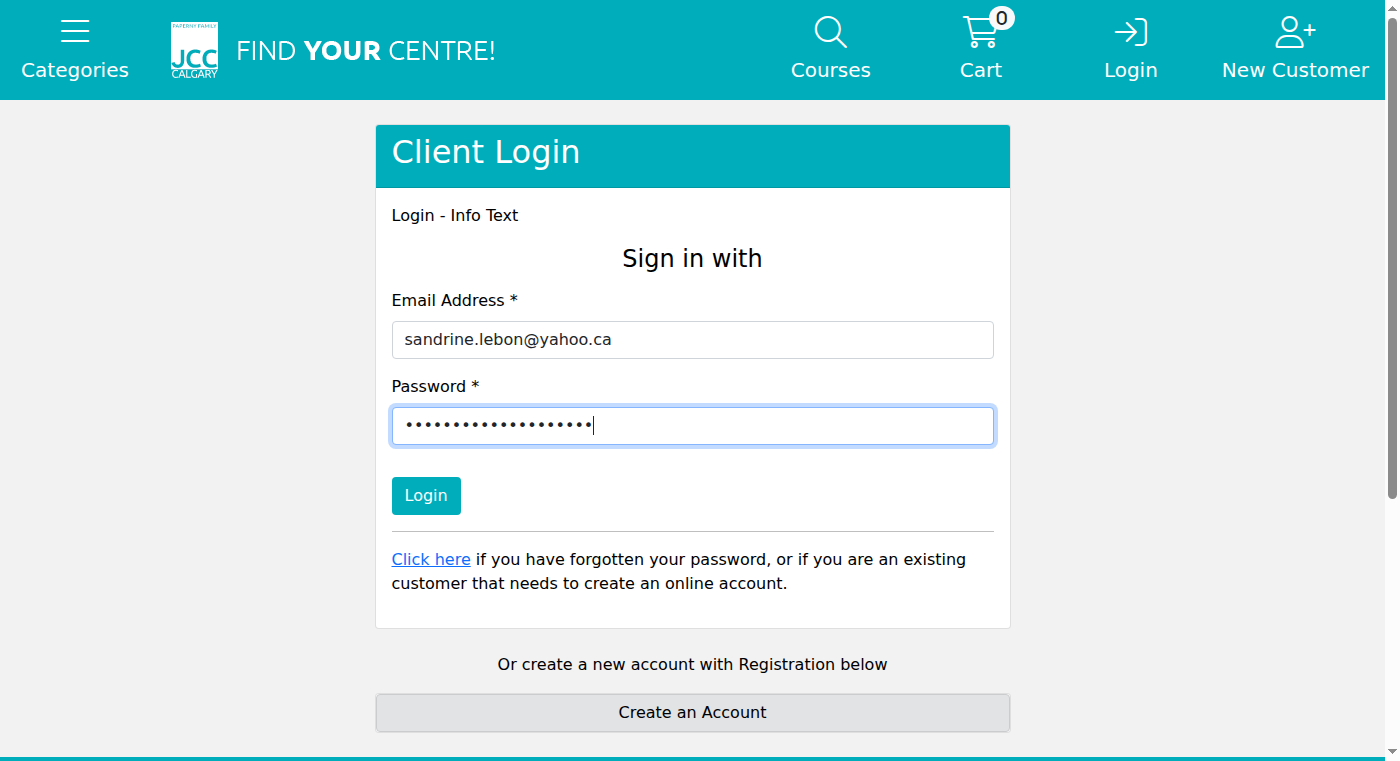 Categories
PATERNY FAMILY
JCC
CALGARY
FIND YOUR CENTRE!
Courses
0
Cart
Login
New Customer
Client Login
Login - Info Text
Sign in with
Email Address *
sandrine.lebon@yahoo.ca
Password *
••••••••••••••••••••
Login
Click here if you have forgotten your password, or if you are an existing
customer that needs to create an online account.
Or create a new account with Registration below
Create an Account